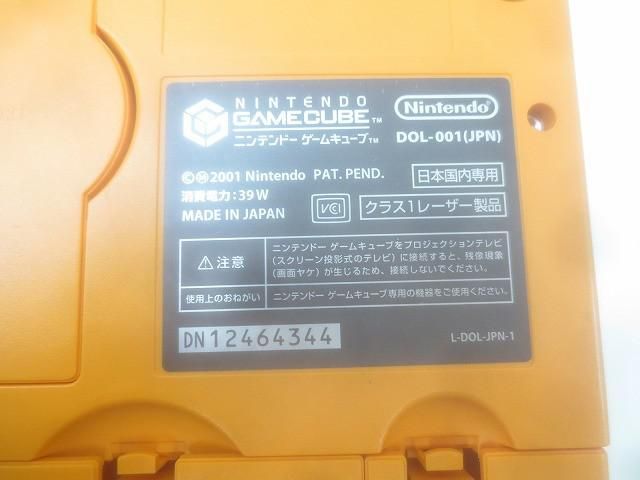 NINTENDO
GAMECUBE™
ニンテンドー ゲームキューブ™
Nintendo
DOL-001(JPN)
©Ⓜ2001 Nintendo PAT. PEND.
日本国内専用
消費電力：39W
MADE IN JAPAN
VCI
クラス1レーザー製品
⚠注意
ニンテンドー ゲームキューブをプロジェクションテレビ
(スクリーン投影式のテレビ) に接続すると、残像現象
(画面ヤケ) が生じるため、接続しないでください。
使用上のおねがい
ニンテンドー ゲームキューブ専用の機器をご使用ください。
DN12464344
L-DOL-JPN-1